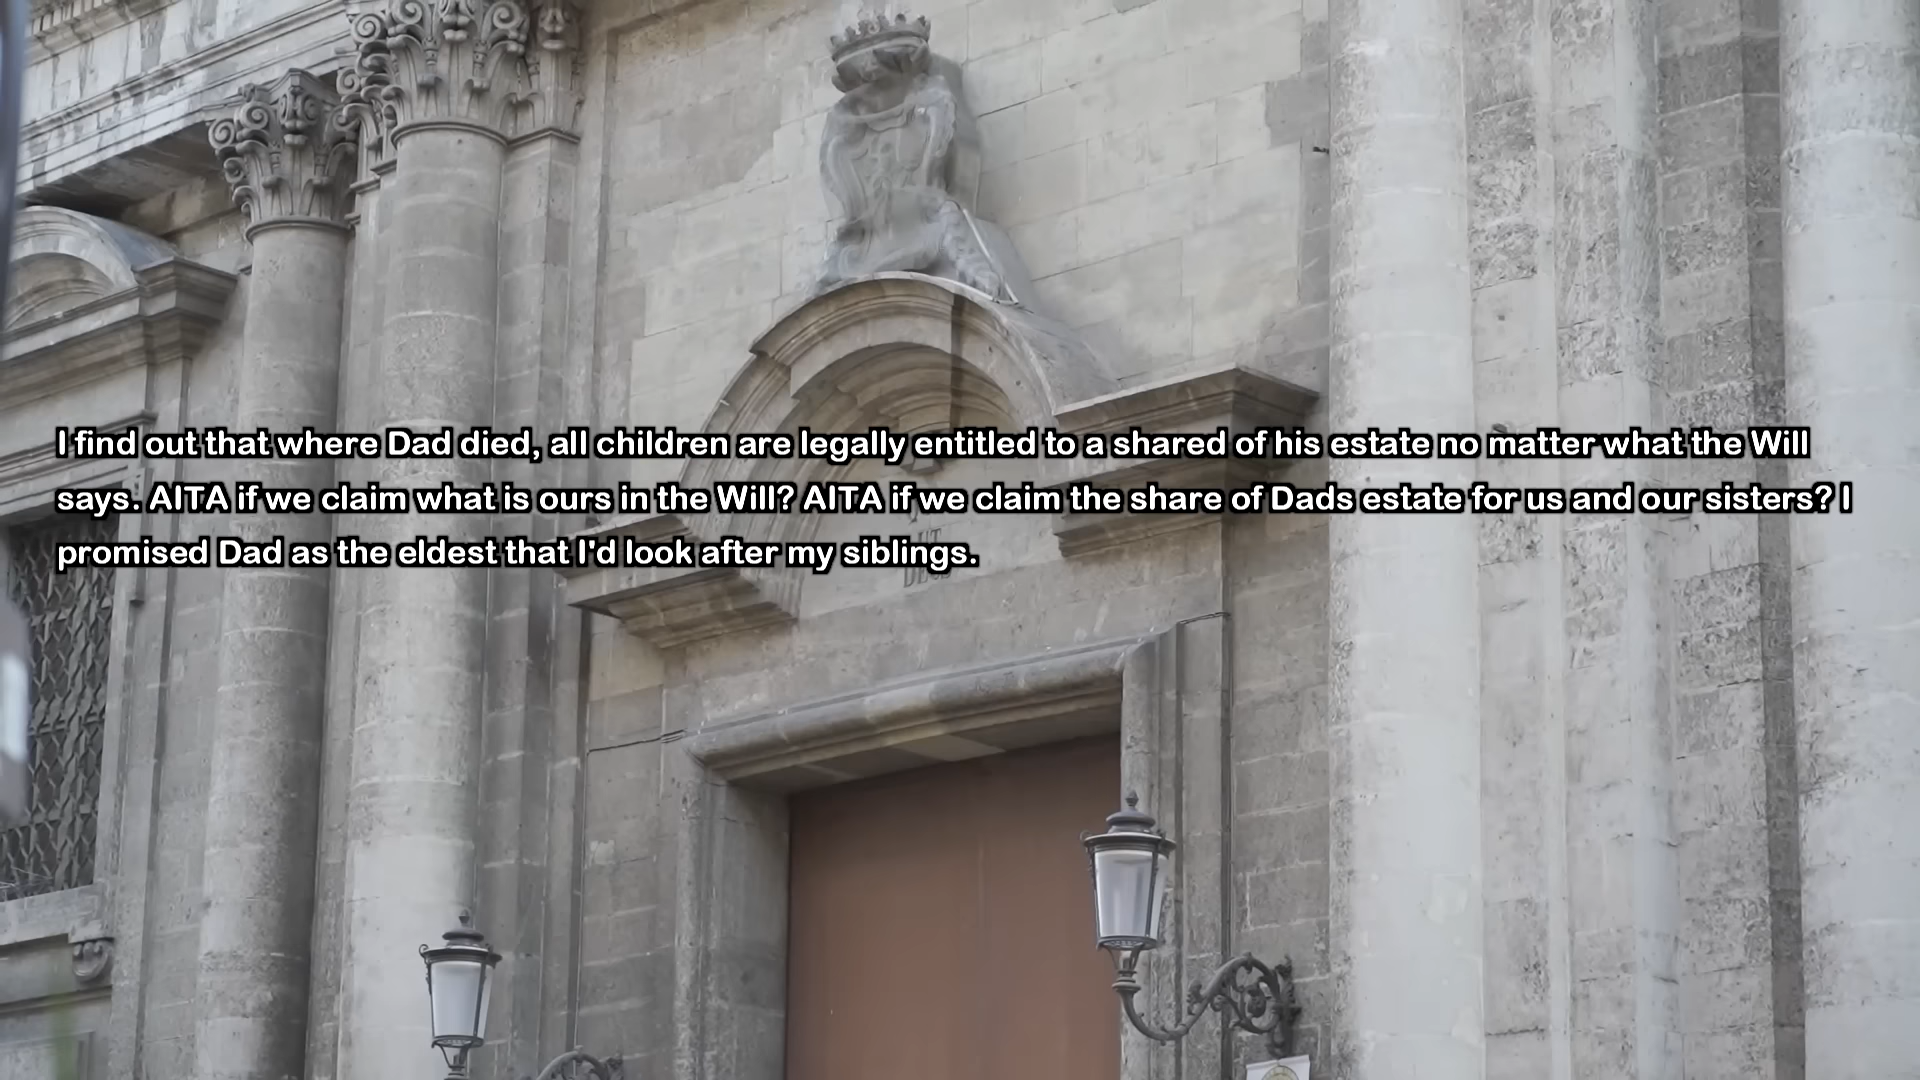 I find out that where Dad died, all children are legally entitled to a shared of his estate no matter what the Will
says. AITA if we claim what is ours in the Will? AITA if we claim the share of Dads estate for us and our sisters? I
promised Dad as the eldest that I'd look after my siblings.